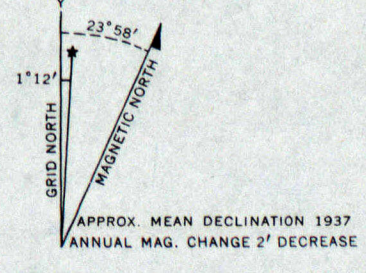 Y
23°58'
1°12'
GRID NORTH
MAGNETIC NORTH
APPROX. MEAN DECLINATION 1937
ANNUAL MAG. CHANGE 2' DECREASE